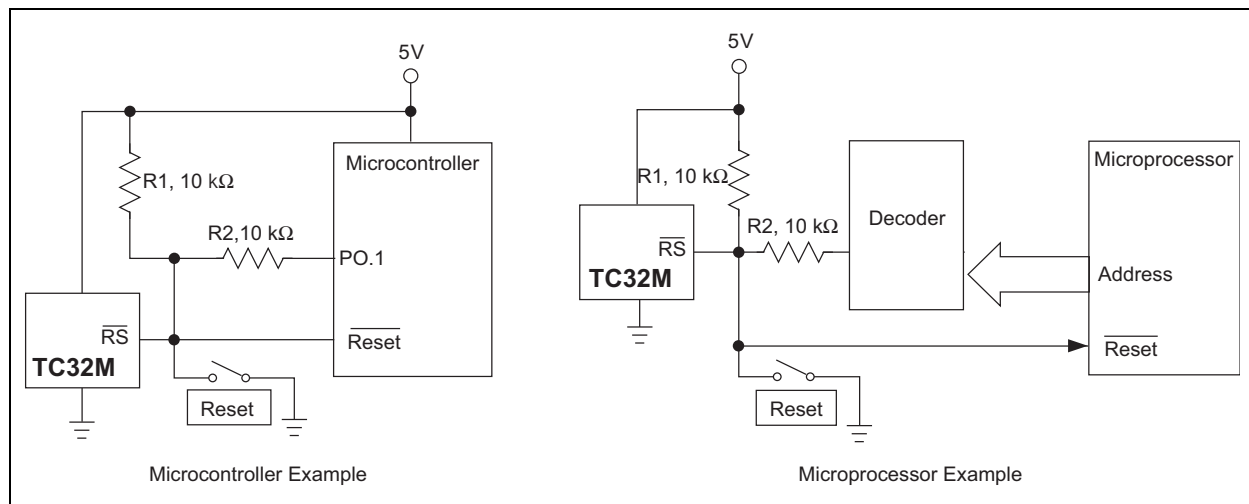 5V
Microcontroller
R1, 10 kΩ
R2,10 kΩ
PO.1
RS
TC32M
Reset
Reset
Microcontroller Example
5V
Microprocessor
R1, 10 kΩ
Decoder
R2, 10 kΩ
RS
TC32M
Address
Reset
Reset
Microprocessor Example